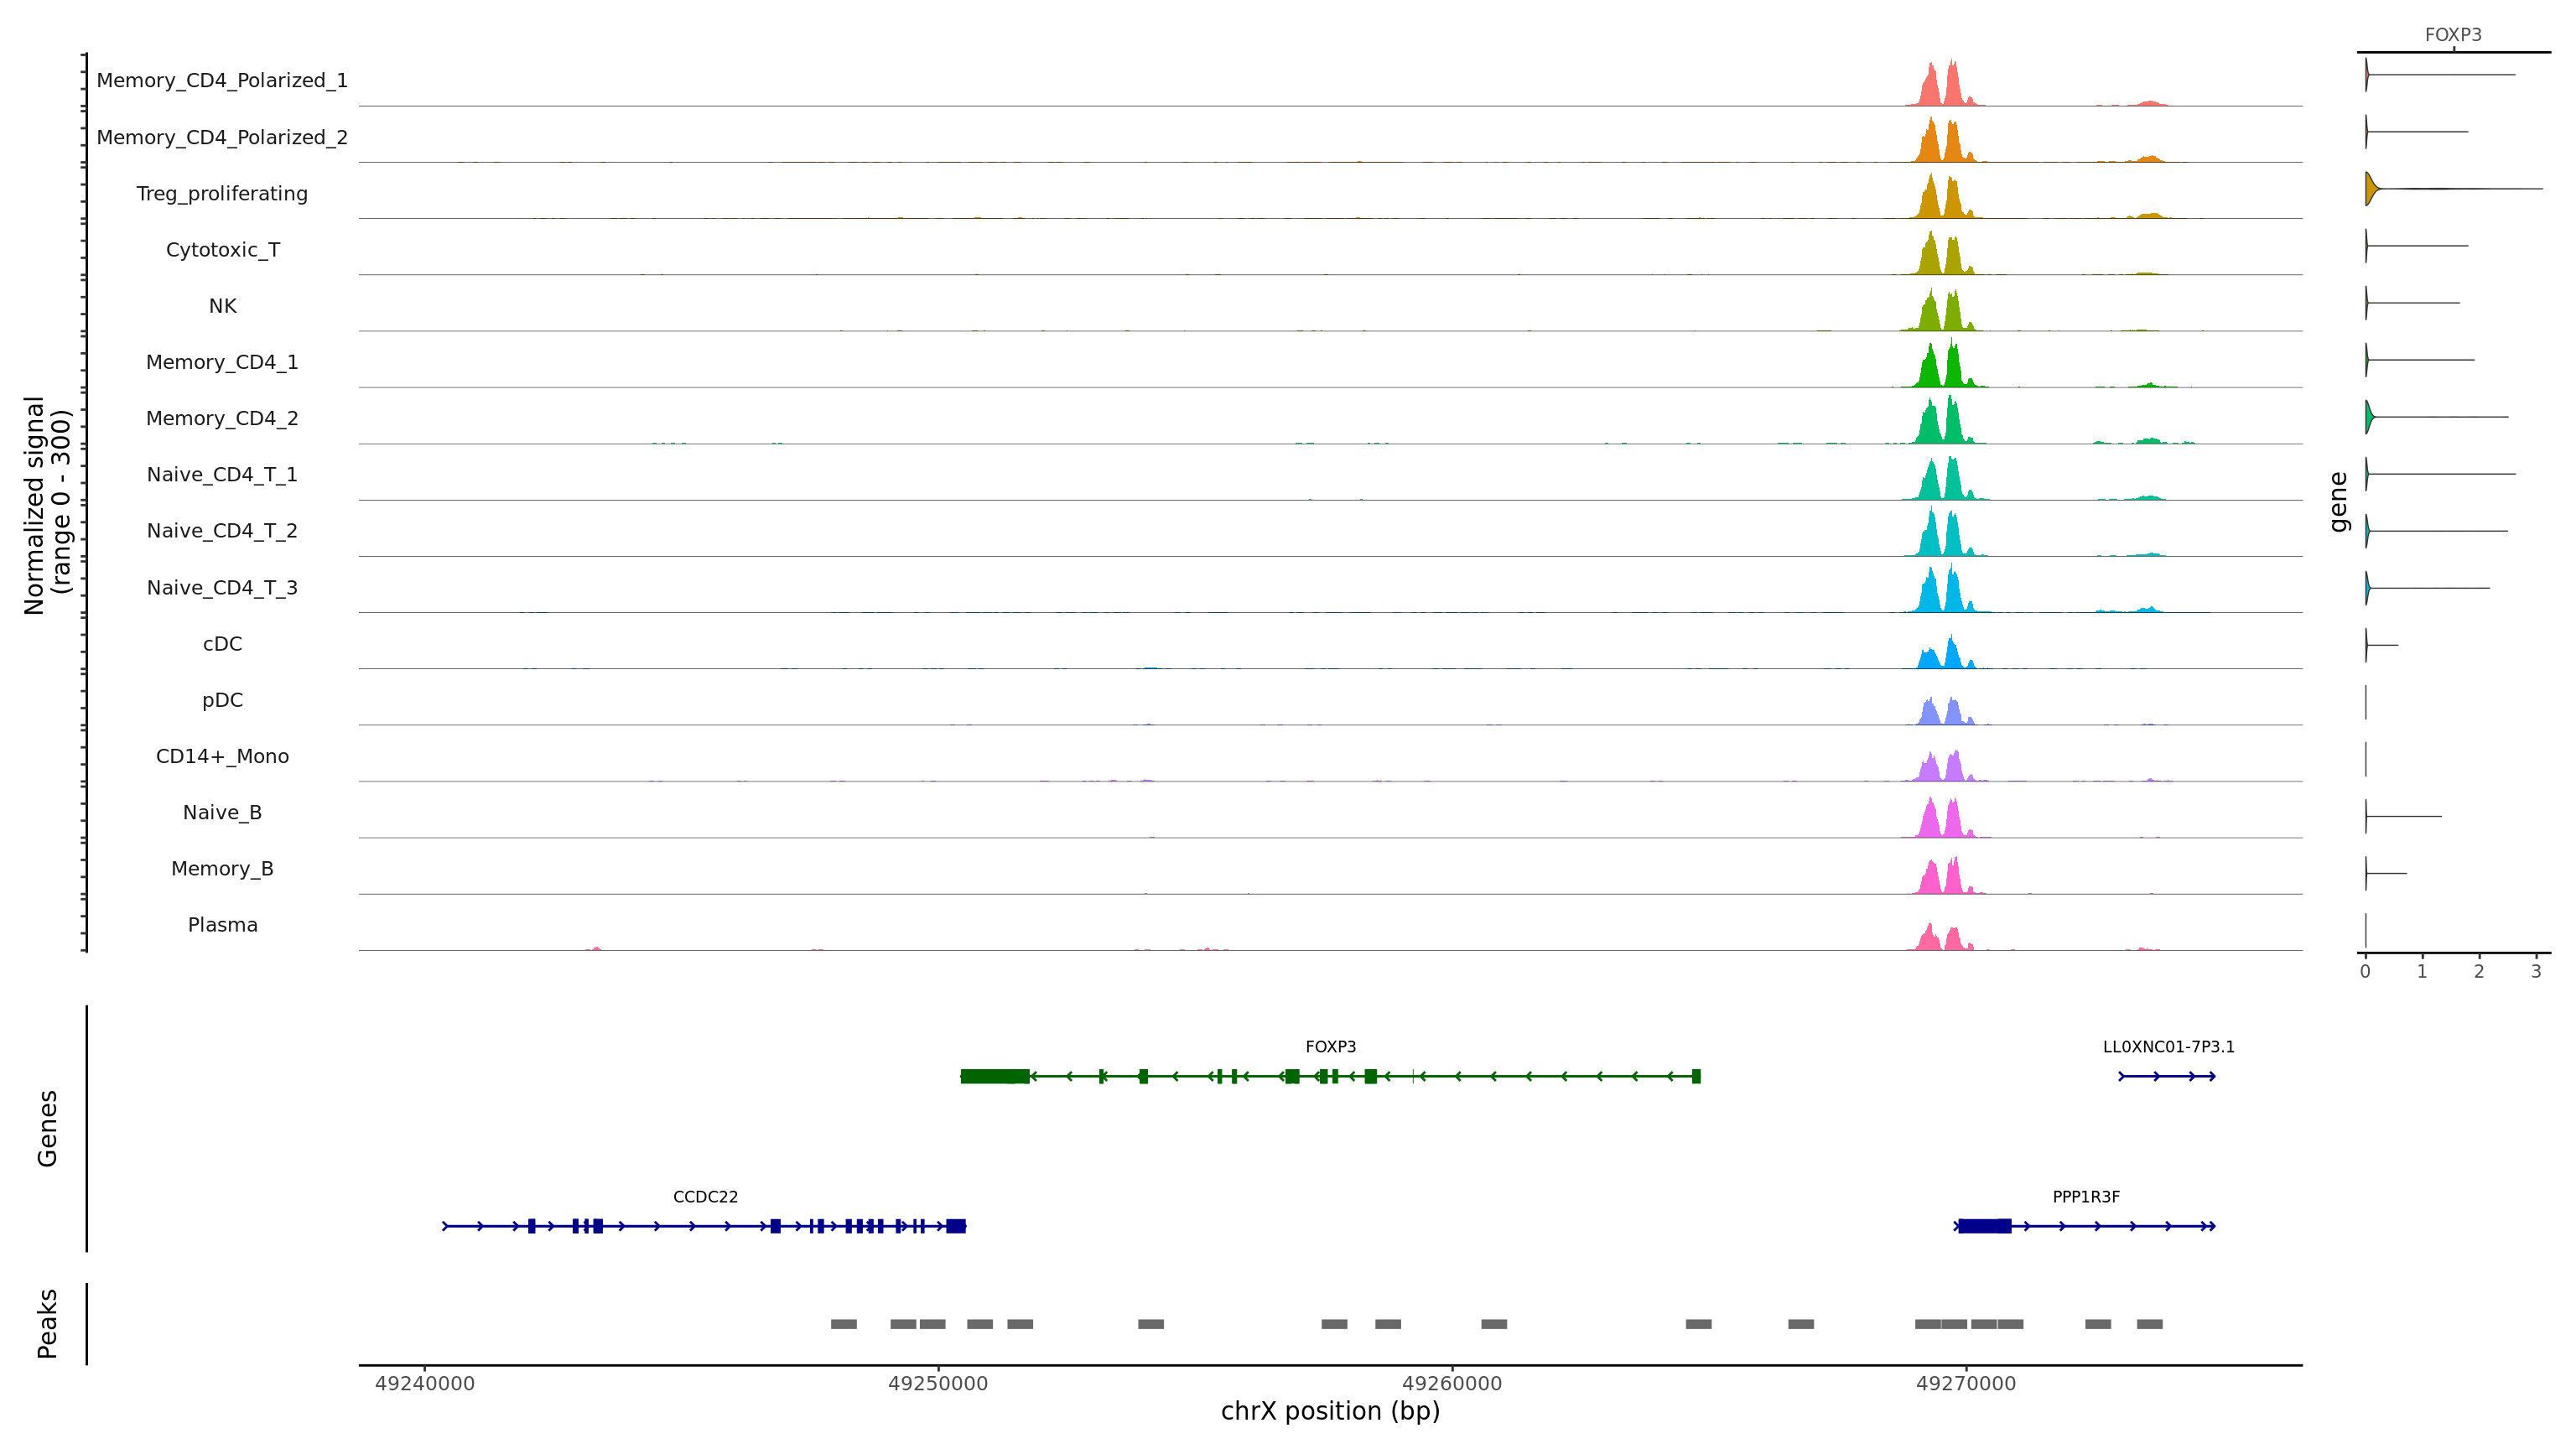 FOXP3
Memory_CD4_Polarized_1
Memory_CD4_Polarized_2
Treg_proliferating
Cytotoxic_T
NK
Memory_CD4_1
Memory_CD4_2
Naive_CD4_T_1
Naive_CD4_T_2
Naive_CD4_T_3
cDC
pDC
CD14+_Mono
Naive_B
Memory_B
Plasma
Normalized signal
(range 0 - 300)
gene
0 1 2 3
Genes
FOXP3
LL0XNC01-7P3.1
CCDC22
PPP1R3F
Peaks
49240000 49250000 49260000 49270000
chrX position (bp)